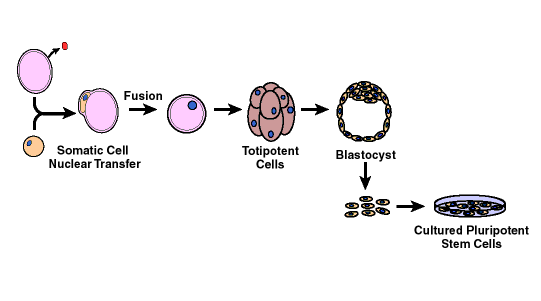 Fusion
Somatic Cell
Nuclear Transfer
Totipotent
Cells
Blastocyst
Cultured Pluripotent
Stem Cells